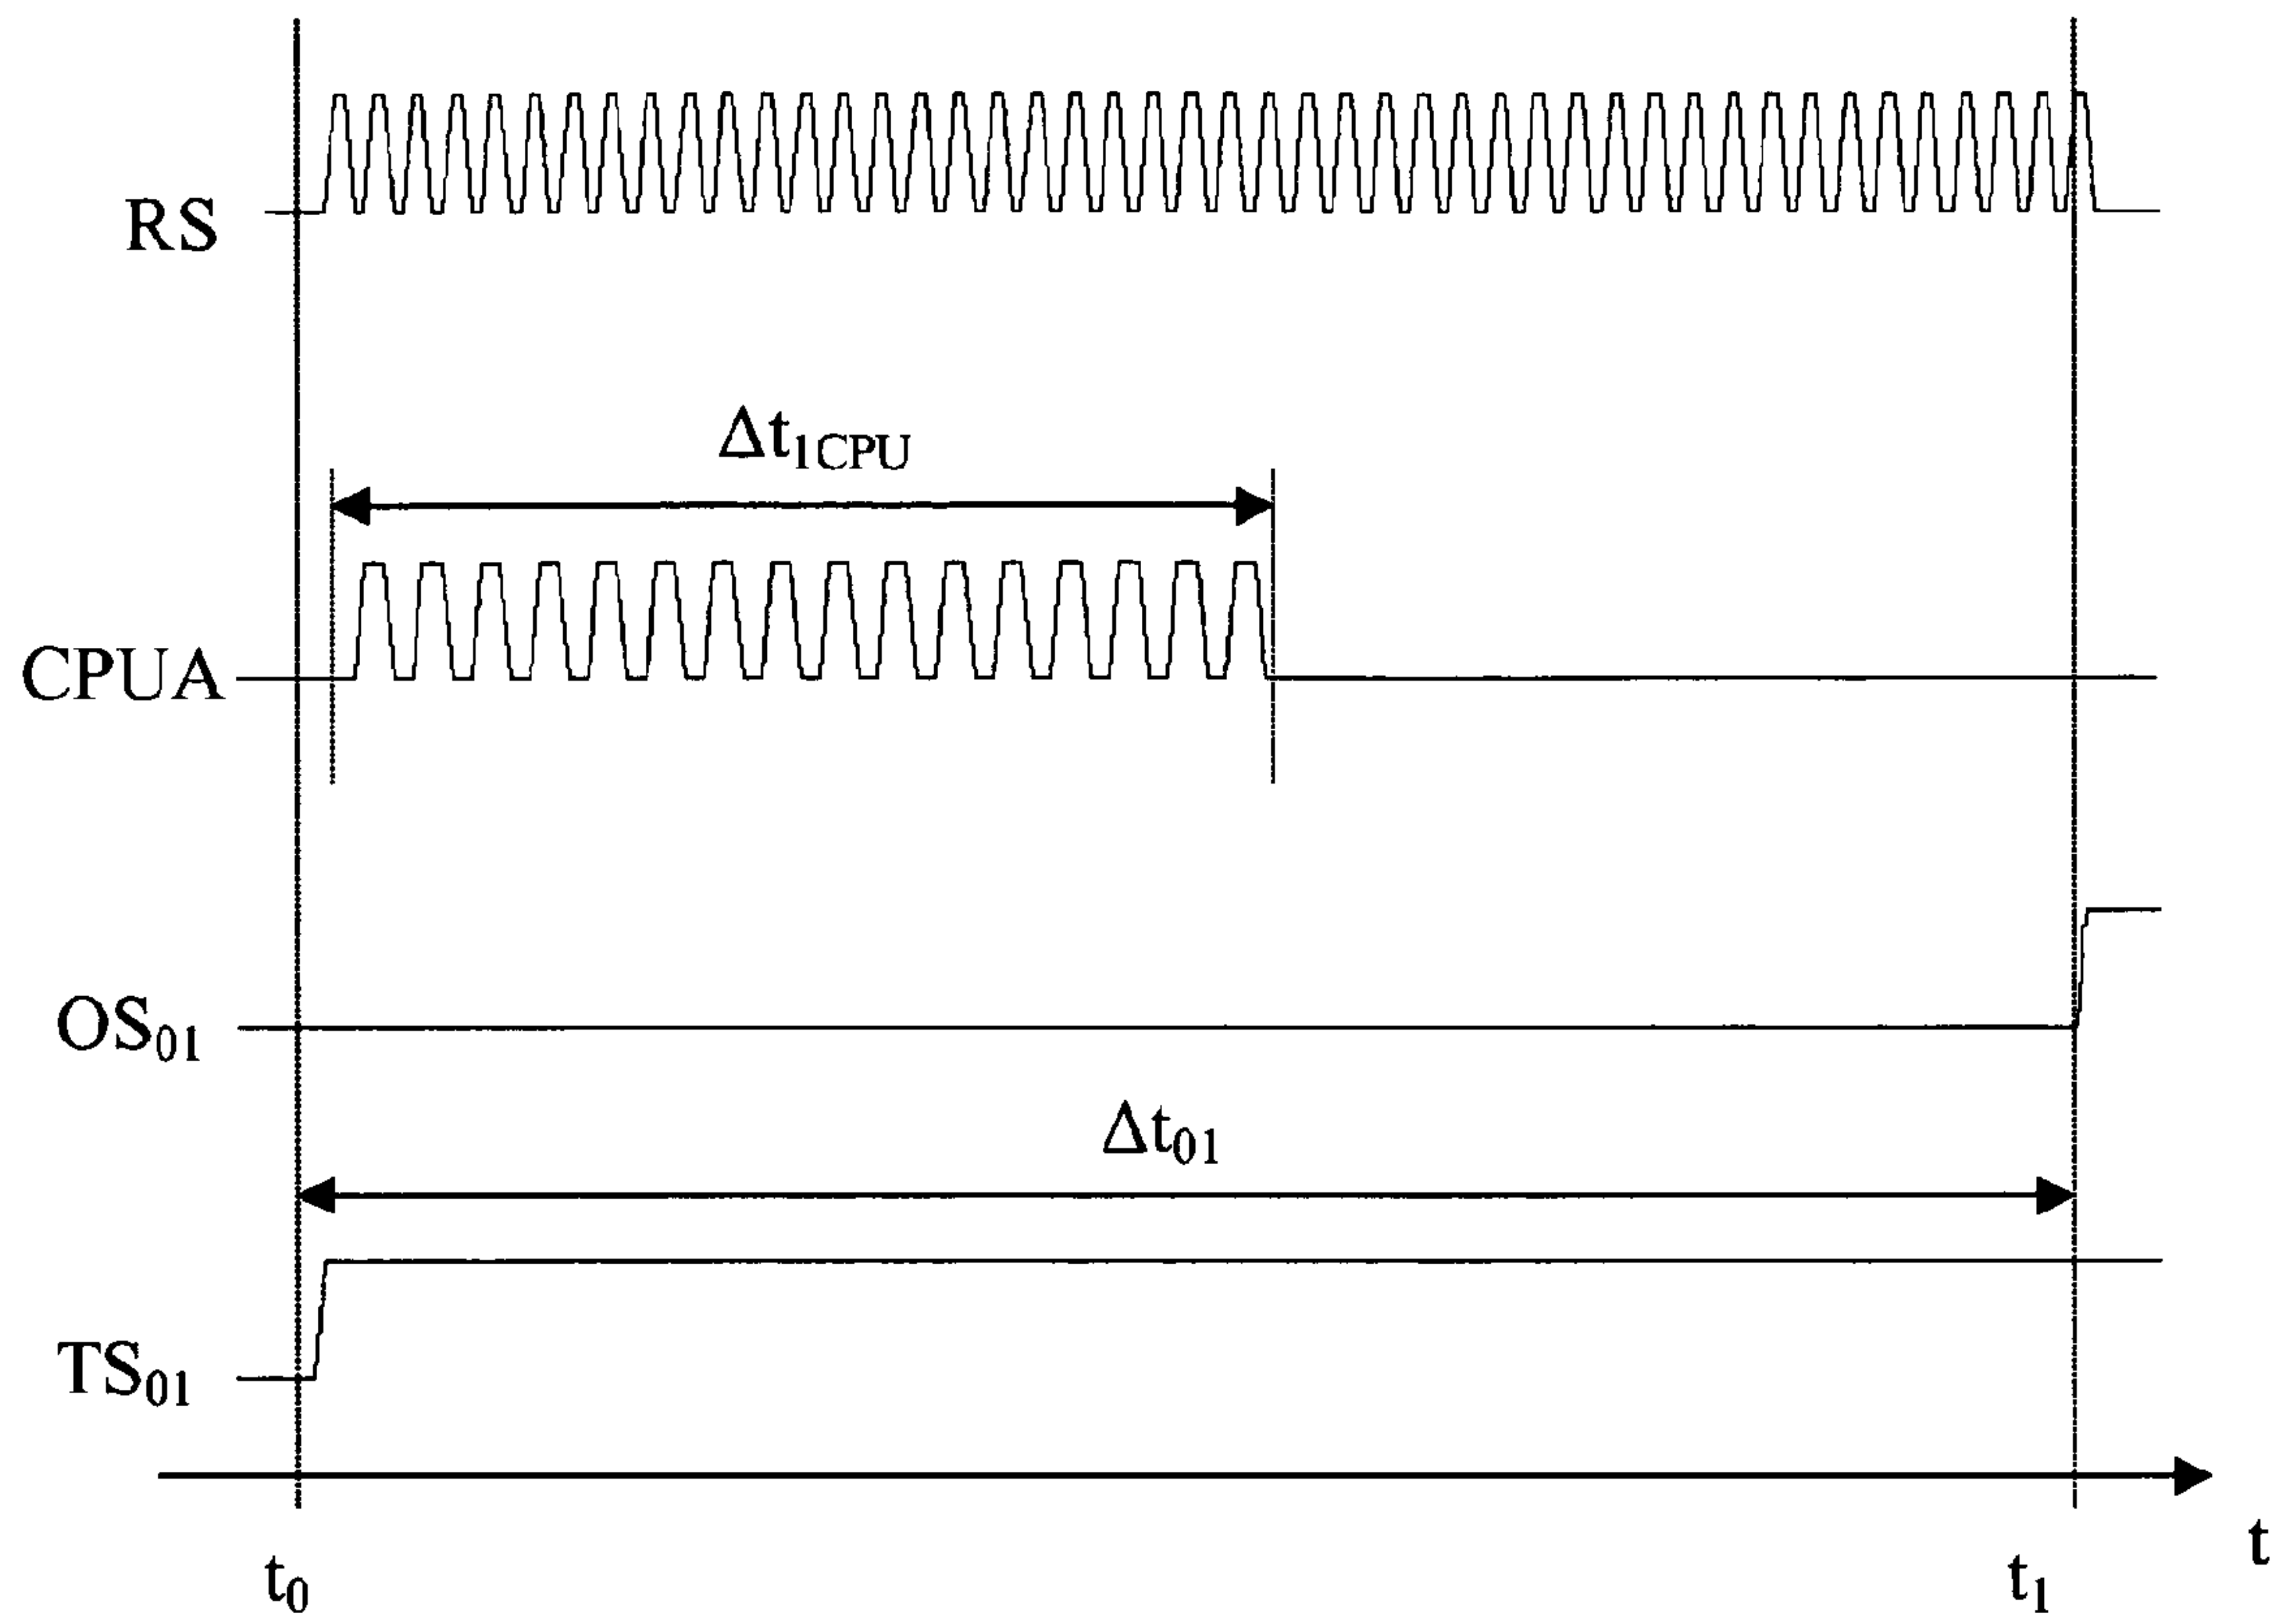 RS
Δt1CPU
CPUA
OS01
Δt01
TS01
t
t0
t1